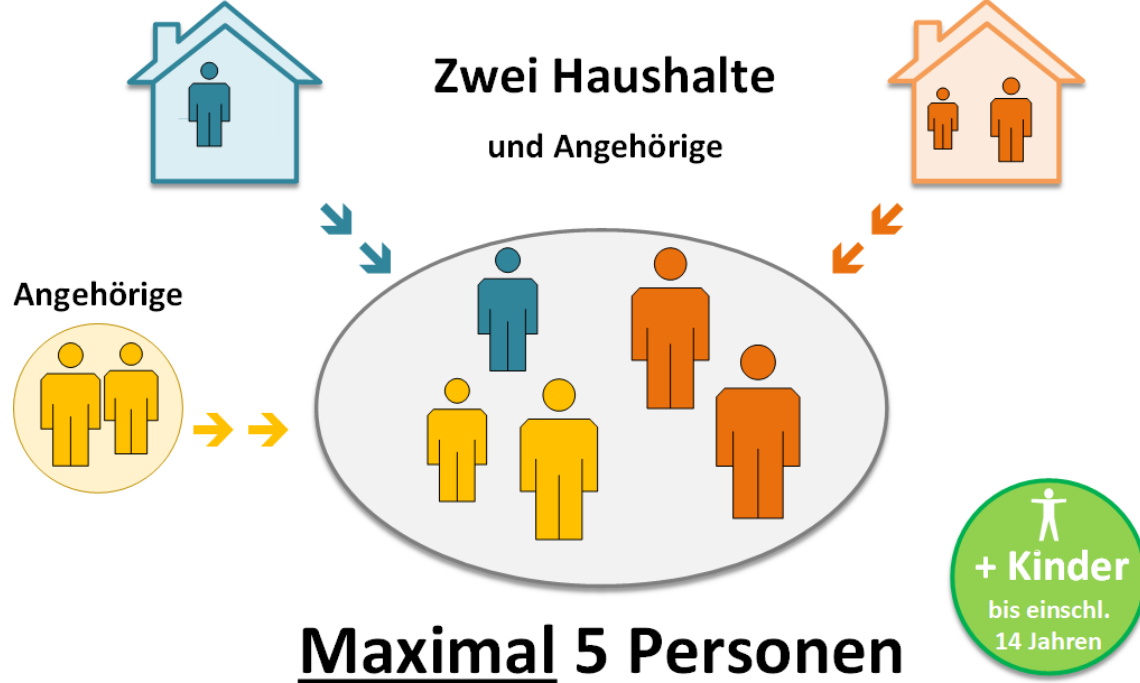 Zwei Haushalte
und Angehörige
Angehörige
+ Kinder
bis einschl.
14 Jahren
Maximal 5 Personen